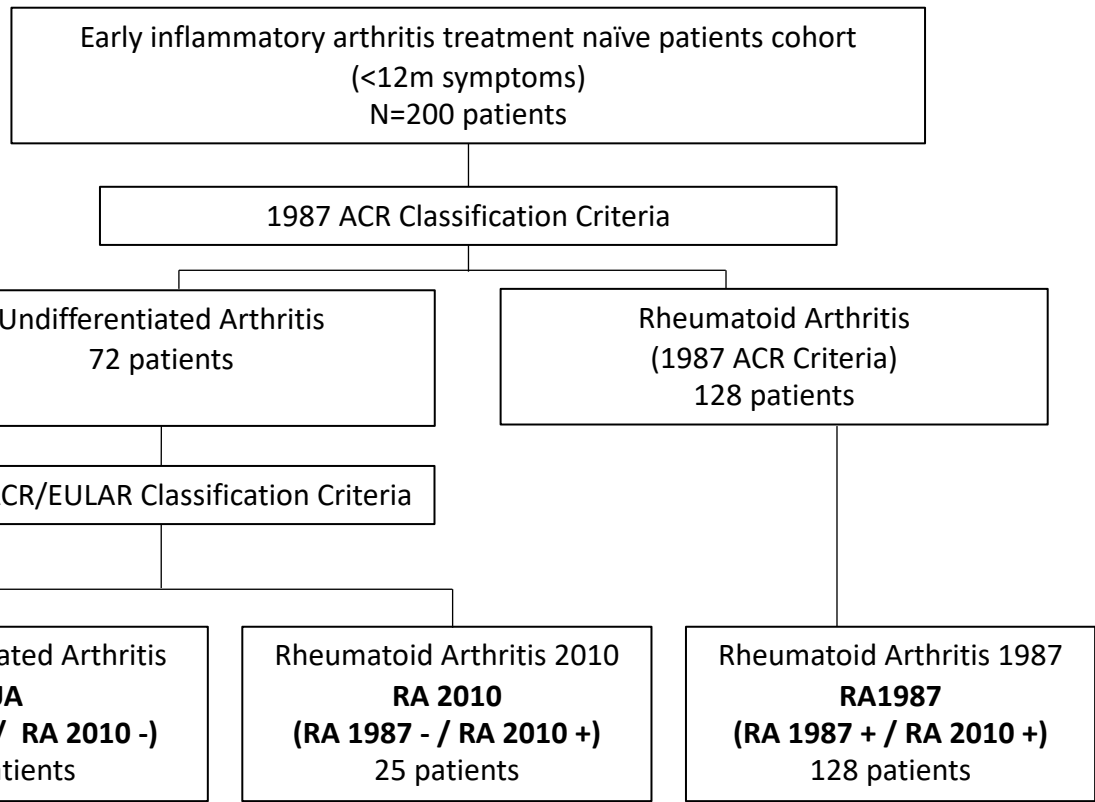 Early inflammatory arthritis treatment naïve patients cohort
(<12m symptoms)
N=200 patients
1987 ACR Classification Criteria
Undifferentiated Arthritis
72 patients
Rheumatoid Arthritis
(1987 ACR Criteria)
128 patients
CR/EULAR Classification Criteria
ated Arthritis
UA
/ RA 2010 -)
atients
Rheumatoid Arthritis 2010
RA 2010
(RA 1987 - / RA 2010 +)
25 patients
Rheumatoid Arthritis 1987
RA1987
(RA 1987 + / RA 2010 +)
128 patients